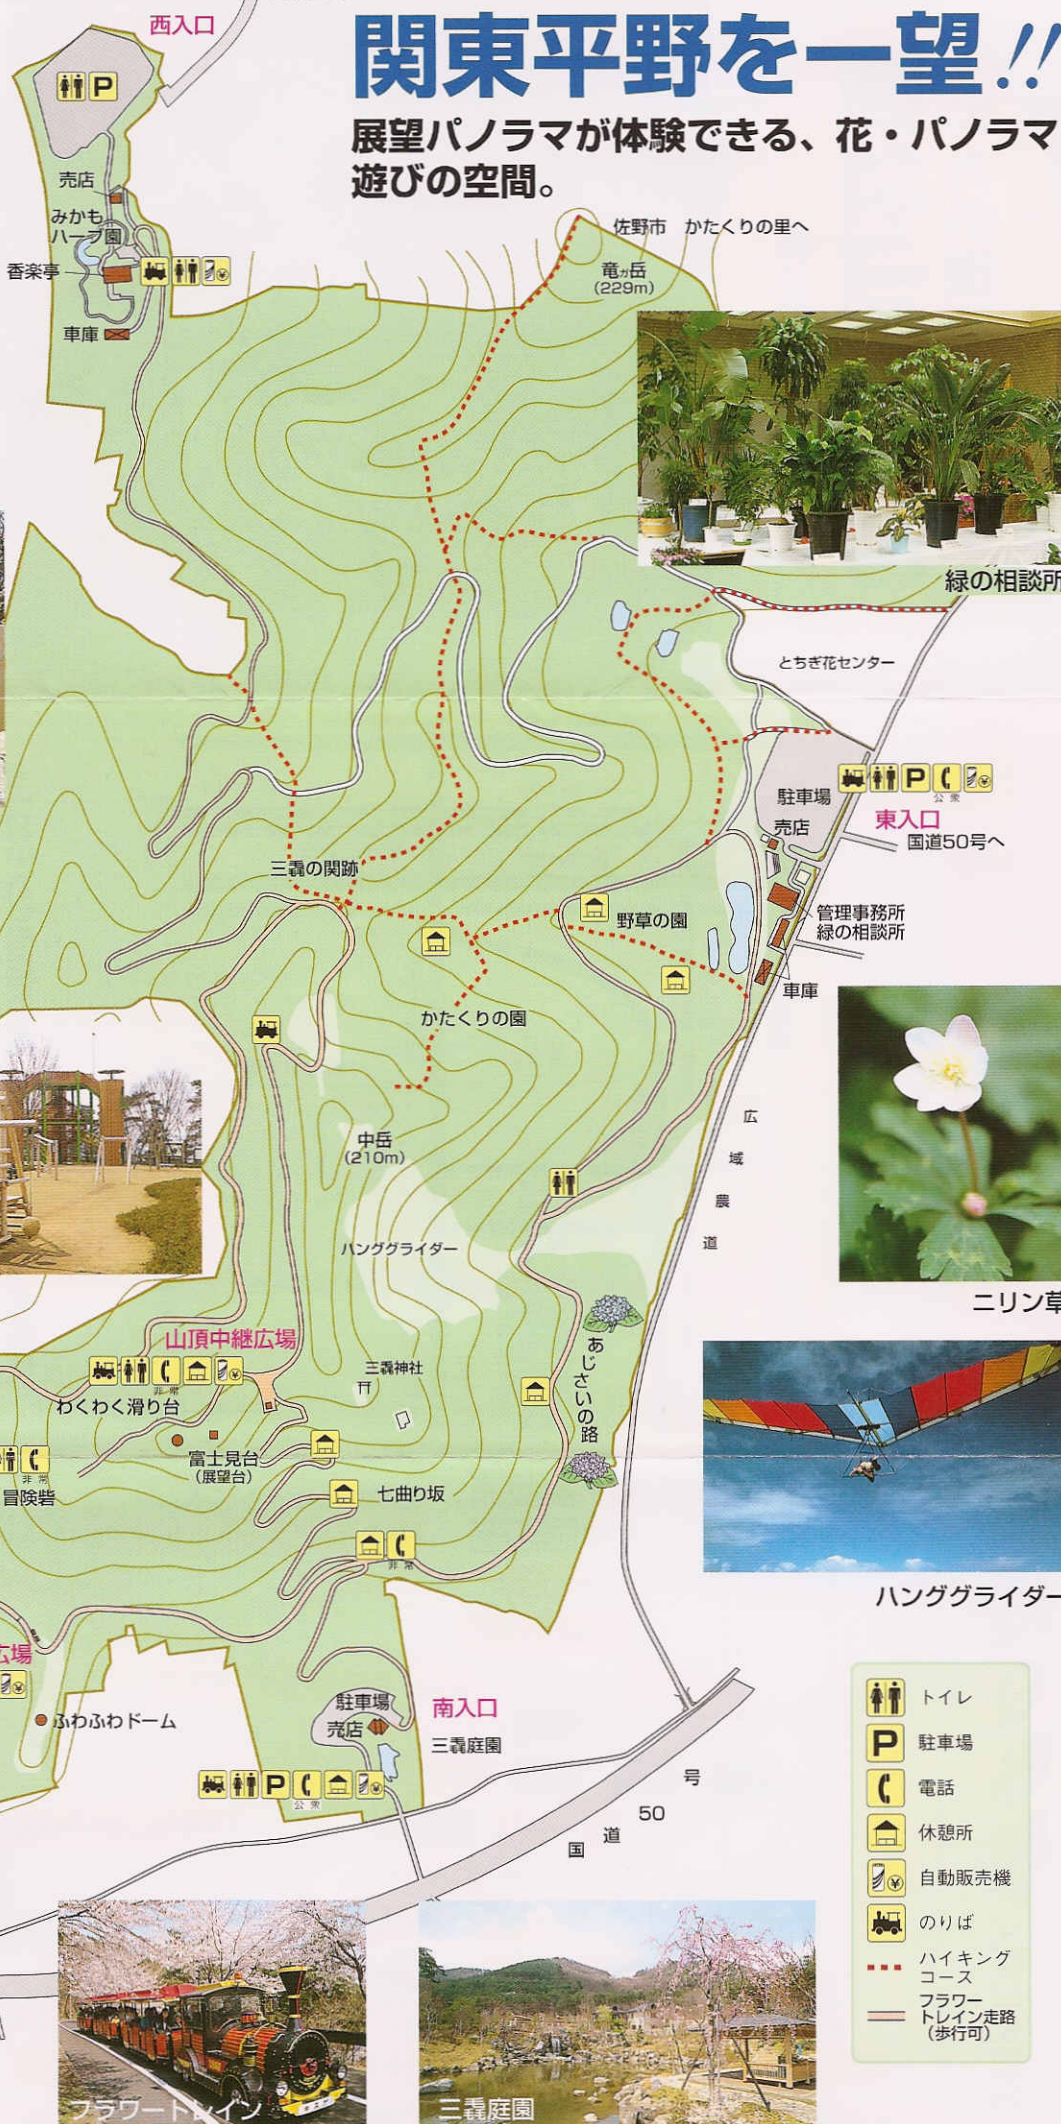 西入口
関東平野を一望!!
展望パノラマが体験できる、花・パノラマ
遊びの空間。
P
売店
みかも
ハーブ園
香楽亭
車庫
佐野市 かたくりの里へ
竜ガ岳
(229m)
緑の相談所
とちぎ花センター
P
公衆
駐車場
売店
東入口
国道50号へ
三毳の関跡
野草の園
管理事務所
緑の相談所
車庫
かたくりの園
中岳
(210m)
広域農道
ハンググライダー
ニリン草
あじさいの路
山頂中継広場
非常
わくわく滑り台
三毳神社
富士見台
(展望台)
非常
冒険砦
七曲り坂
非常
ハンググライダー
広場
ふわふわドーム
駐車場
売店
南入口
三毳庭園
P
公衆
国道50号
トイレ
P 駐車場
電話
休憩所
自動販売機
のりば
ハイキング
コース
フラワー
トレイン走路
(歩行可)
フラワートレイン
三毳庭園